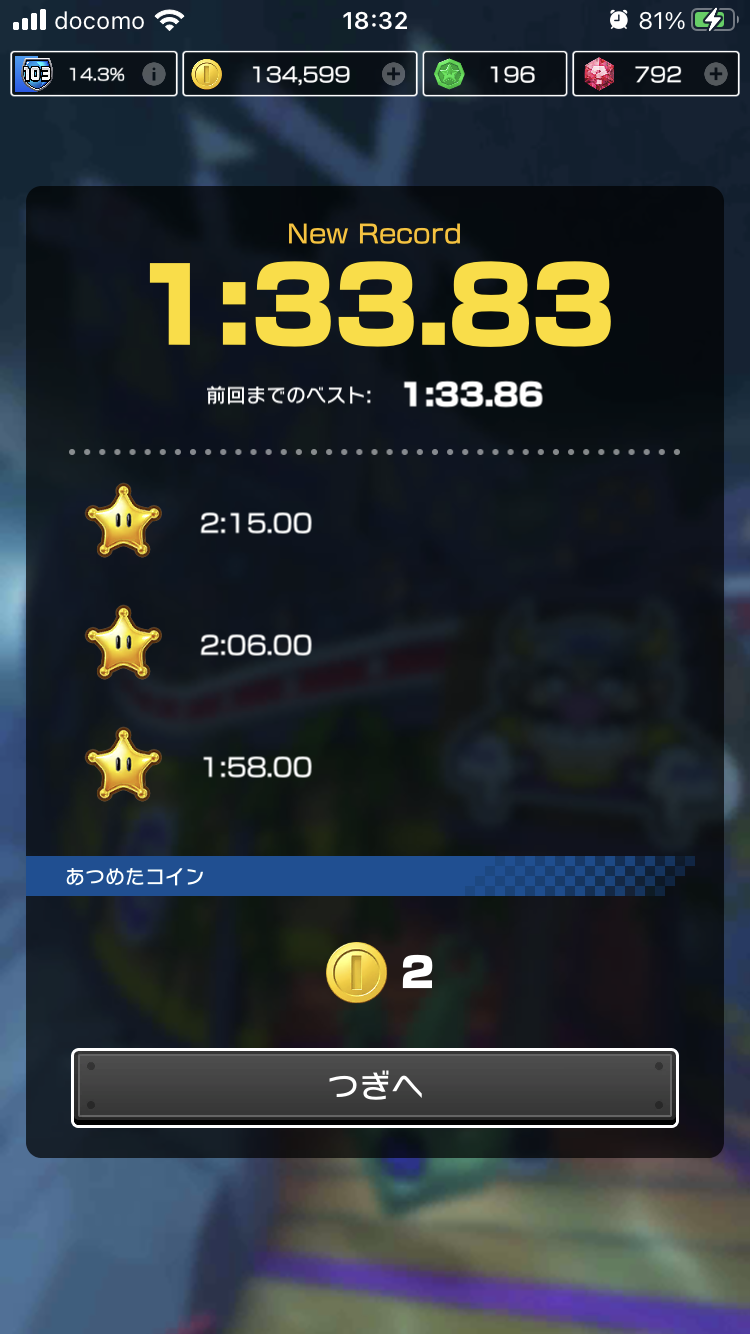 docomo 18:32 81%
103 14.3% i 134,599 + 196 ? 792 +
New Record
1:33.83
前回までのベスト: 1:33.86
2:15.00
2:06.00
1:58.00
あつめたコイン
2
つぎへ